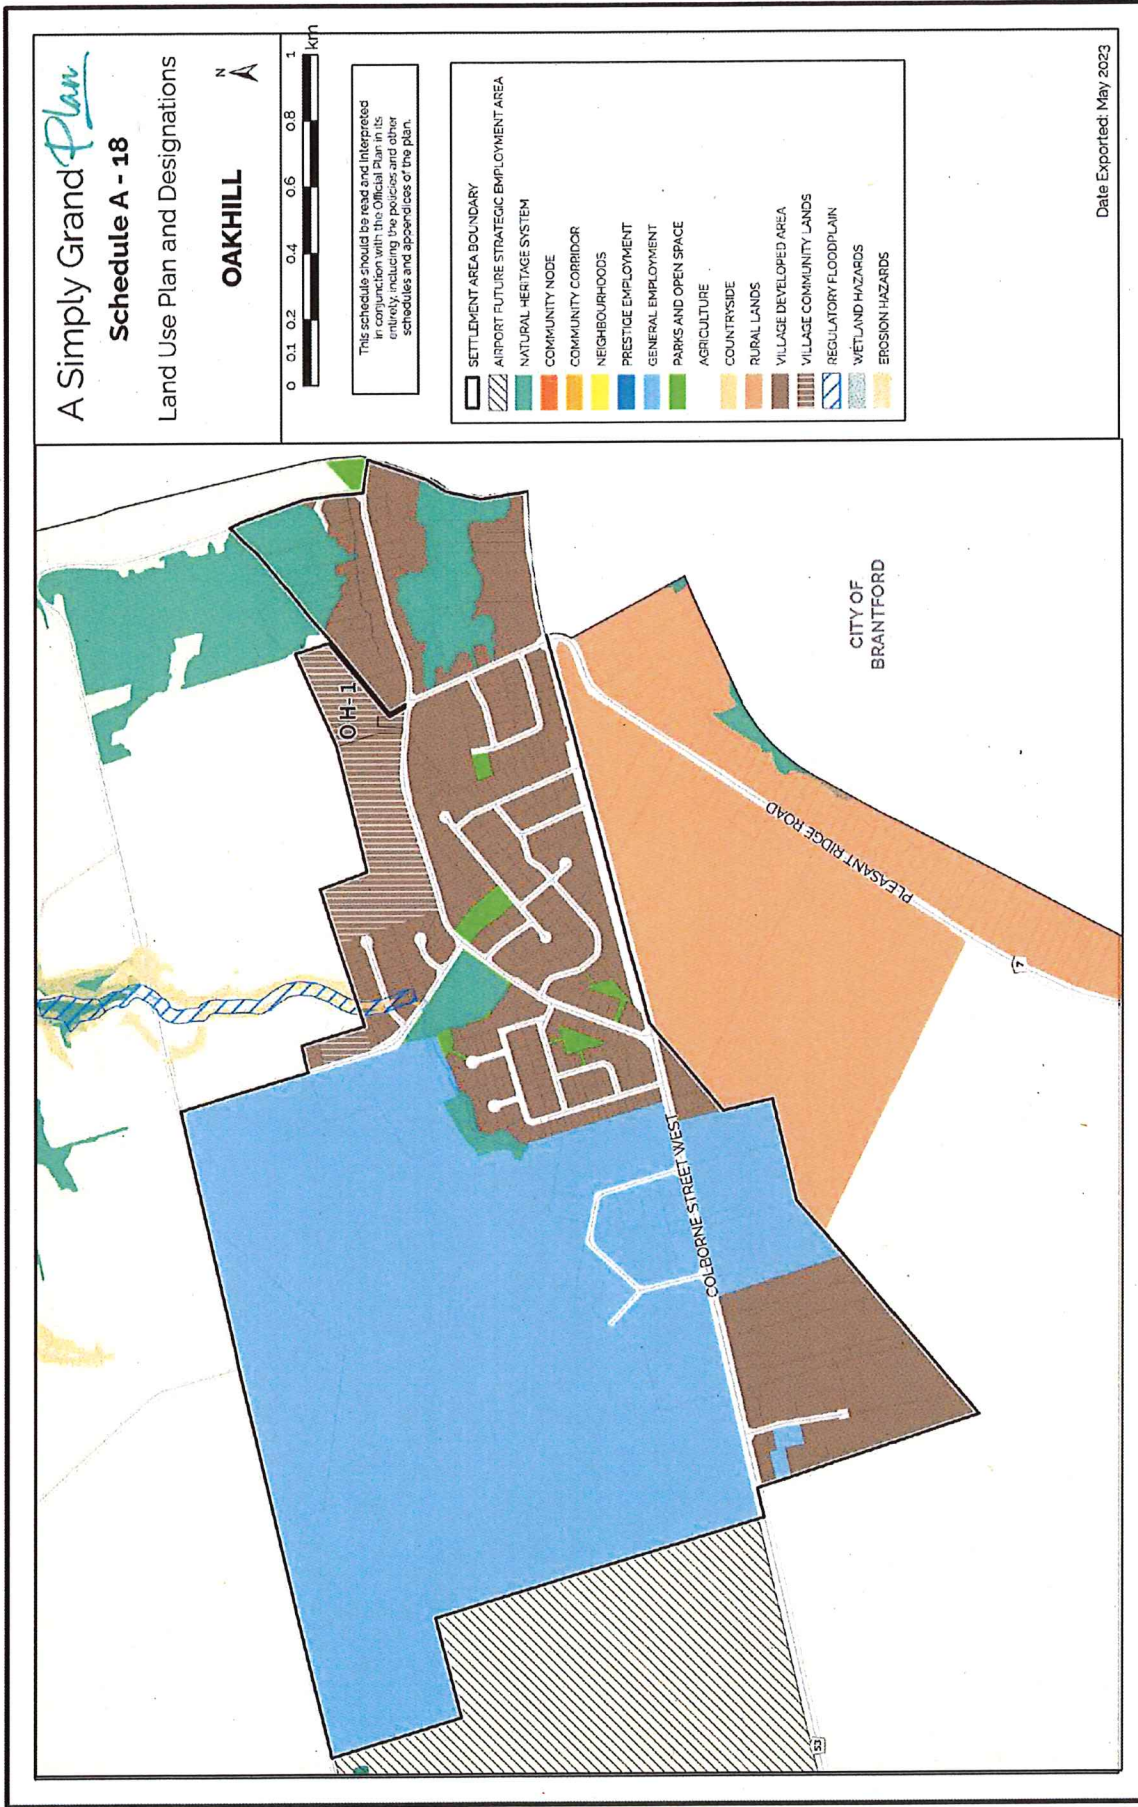 A Simply Grand Plan
Schedule A - 18
Land Use Plan and Designations
OAKHILL
N
0 0.1 0.2 0.4 0.6 0.8 1
km
This schedule should be read and interpreted
in conjunction with the Official Plan in its
entirety, including the policies and other
schedules and appendices of the plan.
SETTLEMENT AREA BOUNDARY
AIRPORT FUTURE STRATEGIC EMPLOYMENT AREA
NATURAL HERITAGE SYSTEM
COMMUNITY NODE
COMMUNITY CORRIDOR
NEIGHBOURHOODS
PRESTIGE EMPLOYMENT
GENERAL EMPLOYMENT
PARKS AND OPEN SPACE
AGRICULTURE
COUNTRYSIDE
RURAL LANDS
VILLAGE DEVELOPED AREA
VILLAGE COMMUNITY LANDS
REGULATORY FLOODPLAIN
WETLAND HAZARDS
EROSION HAZARDS
Date Exported: May 2023
OH-1
COLBORNE STREET WEST
PLEASANT RIDGE ROAD
CITY OF
BRANTFORD
7
53